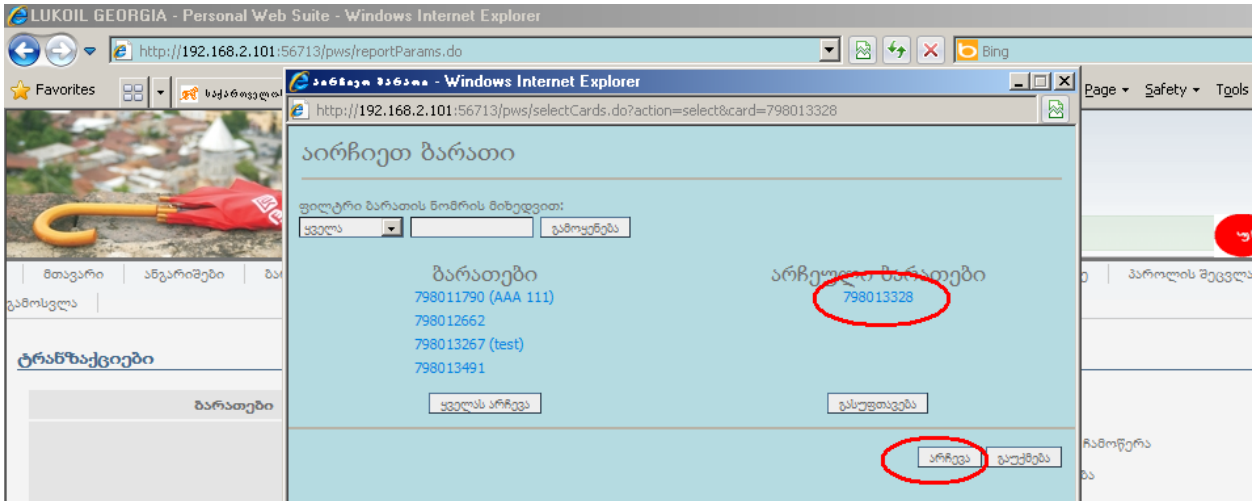 LUKOIL GEORGIA - Personal Web Suite - Windows Internet Explorer
http://192.168.2.101:56713/pws/reportParams.do
Bing
Favorites
Page
Safety
Tools
აირჩიეთ ბარათი - Windows Internet Explorer
http://192.168.2.101:56713/pws/selectCards.do?action=select&card=798013328
აირჩიეთ ბარათი
ფილტრი ბარათის ნომრის მიხედვით:
ყველა
გამოყენება
ბარათები
არჩეული ბარათები
798011790 (AAA 111)
798013328
798012662
798013267 (test)
798013491
ყველას არჩევა
გასუფთავება
არჩევა
გაუქმება
მთავარი
ანგარიშები
პაროლის შეცვლა
გამოსვლა
ტრანზაქციები
ბარათები
ჩამოწერა